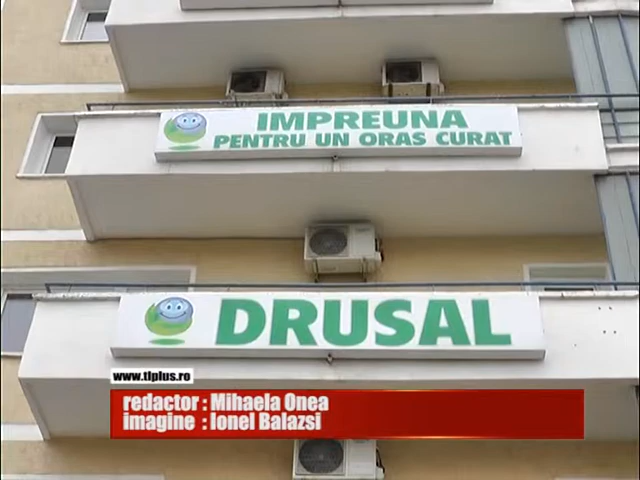 IMPREUNA
PENTRU UN ORAS CURAT
DRUSAL
www.tlplus.ro
redactor : Mihaela Onea
imagine : Ionel Balazsi